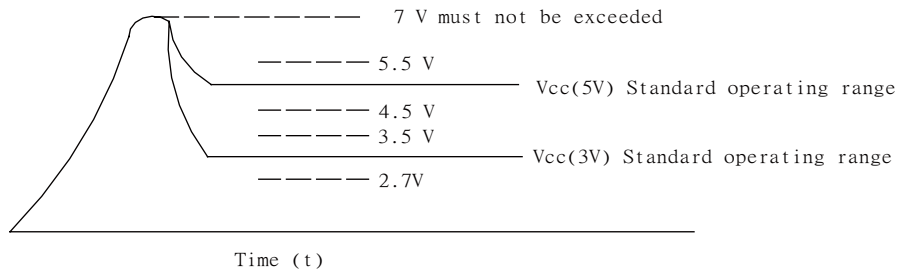 7 V must not be exceeded
5.5 V
Vcc(5V) Standard operating range
4.5 V
3.5 V
Vcc(3V) Standard operating range
2.7V
Time (t)